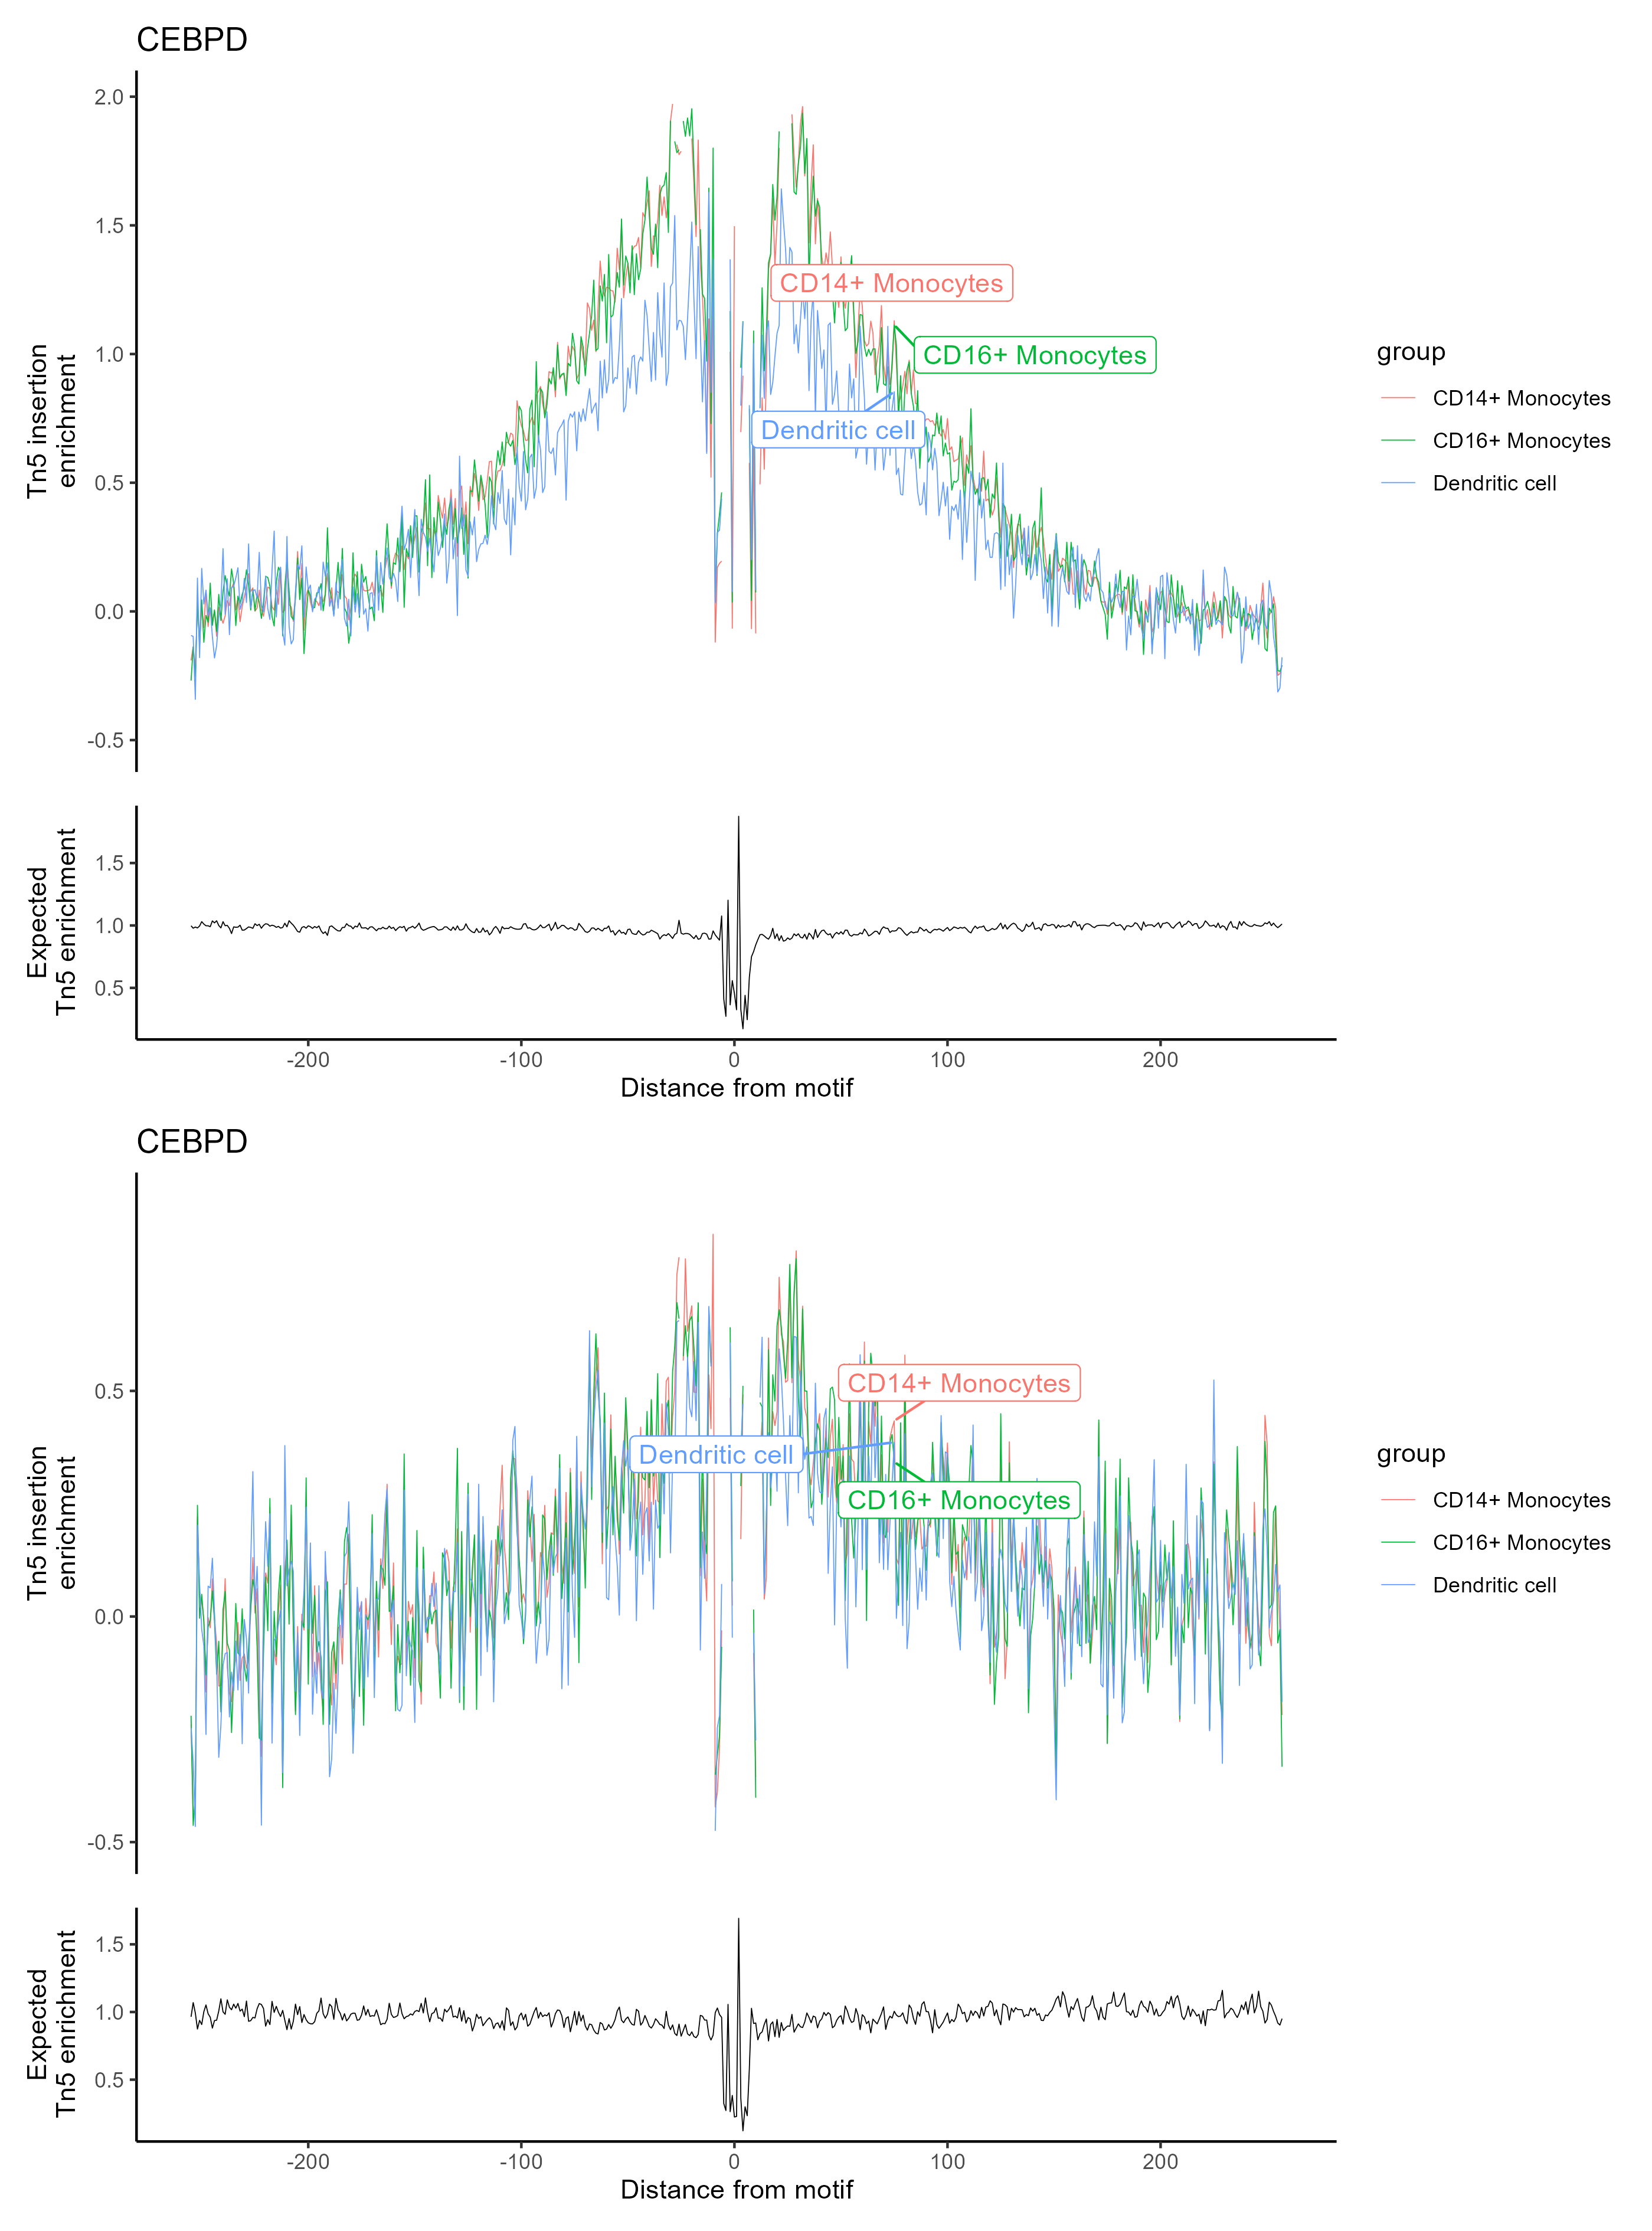 CEBPD
2.0
1.5
1.0
0.5
0.0
-0.5
Tn5 insertion
enrichment
CD14+ Monocytes
CD16+ Monocytes
Dendritic cell
group
CD14+ Monocytes
CD16+ Monocytes
Dendritic cell
1.5
1.0
0.5
Expected
Tn5 enrichment
-200
-100
0
100
200
Distance from motif
CEBPD
0.5
0.0
-0.5
Tn5 insertion
enrichment
CD14+ Monocytes
Dendritic cell
CD16+ Monocytes
group
CD14+ Monocytes
CD16+ Monocytes
Dendritic cell
1.5
1.0
0.5
Expected
Tn5 enrichment
-200
-100
0
100
200
Distance from motif